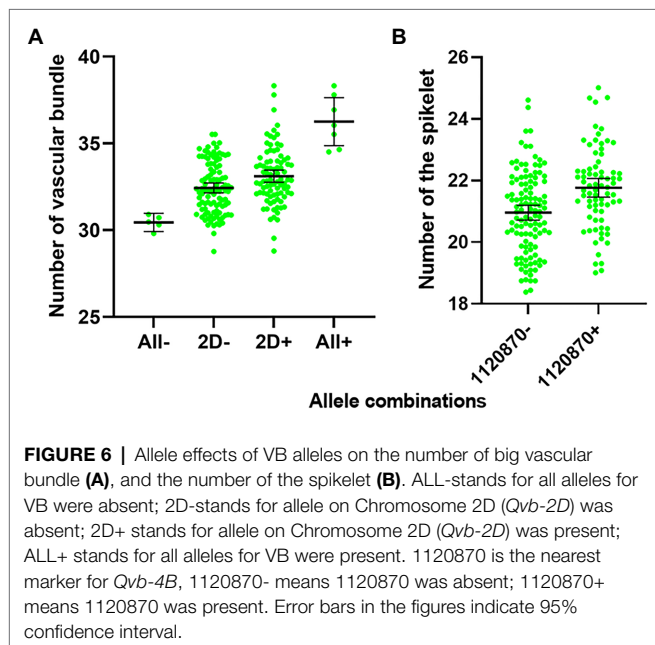 A
B
Number of vascular bundle
40
35
30
25
All-
2D-
2D+
All+
Number of the spikelet
26
24
22
20
18
1120870-
1120870+
Allele combinations
FIGURE 6 | Allele effects of VB alleles on the number of big vascular
bundle (A), and the number of the spikelet (B). ALL-stands for all alleles for
VB were absent; 2D-stands for allele on Chromosome 2D (Qvb-2D) was
absent; 2D+ stands for allele on Chromosome 2D (Qvb-2D) was present;
ALL+ stands for all alleles for VB were present. 1120870 is the nearest
marker for Qvb-4B, 1120870- means 1120870 was absent; 1120870+
means 1120870 was present. Error bars in the figures indicate 95%
confidence interval.